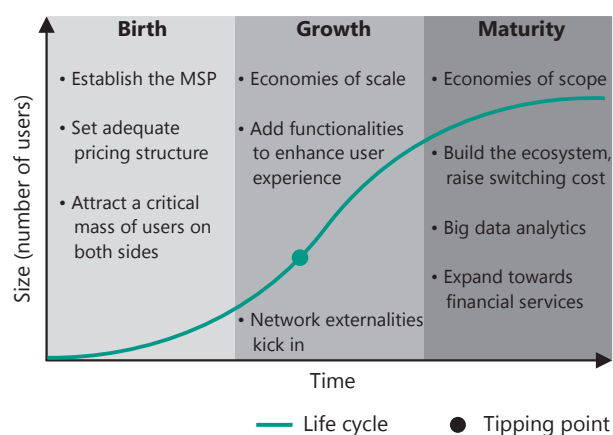 Birth
• Establish the MSP
• Set adequate
pricing structure
• Attract a critical
mass of users on
both sides
Growth
• Economies of scale
• Add functionalities
to enhance user
experience
• Network externalities
kick in
Maturity
• Economies of scope
• Build the ecosystem,
raise switching cost
• Big data analytics
• Expand towards
financial services
Size (number of users)
Time
Life cycle
Tipping point